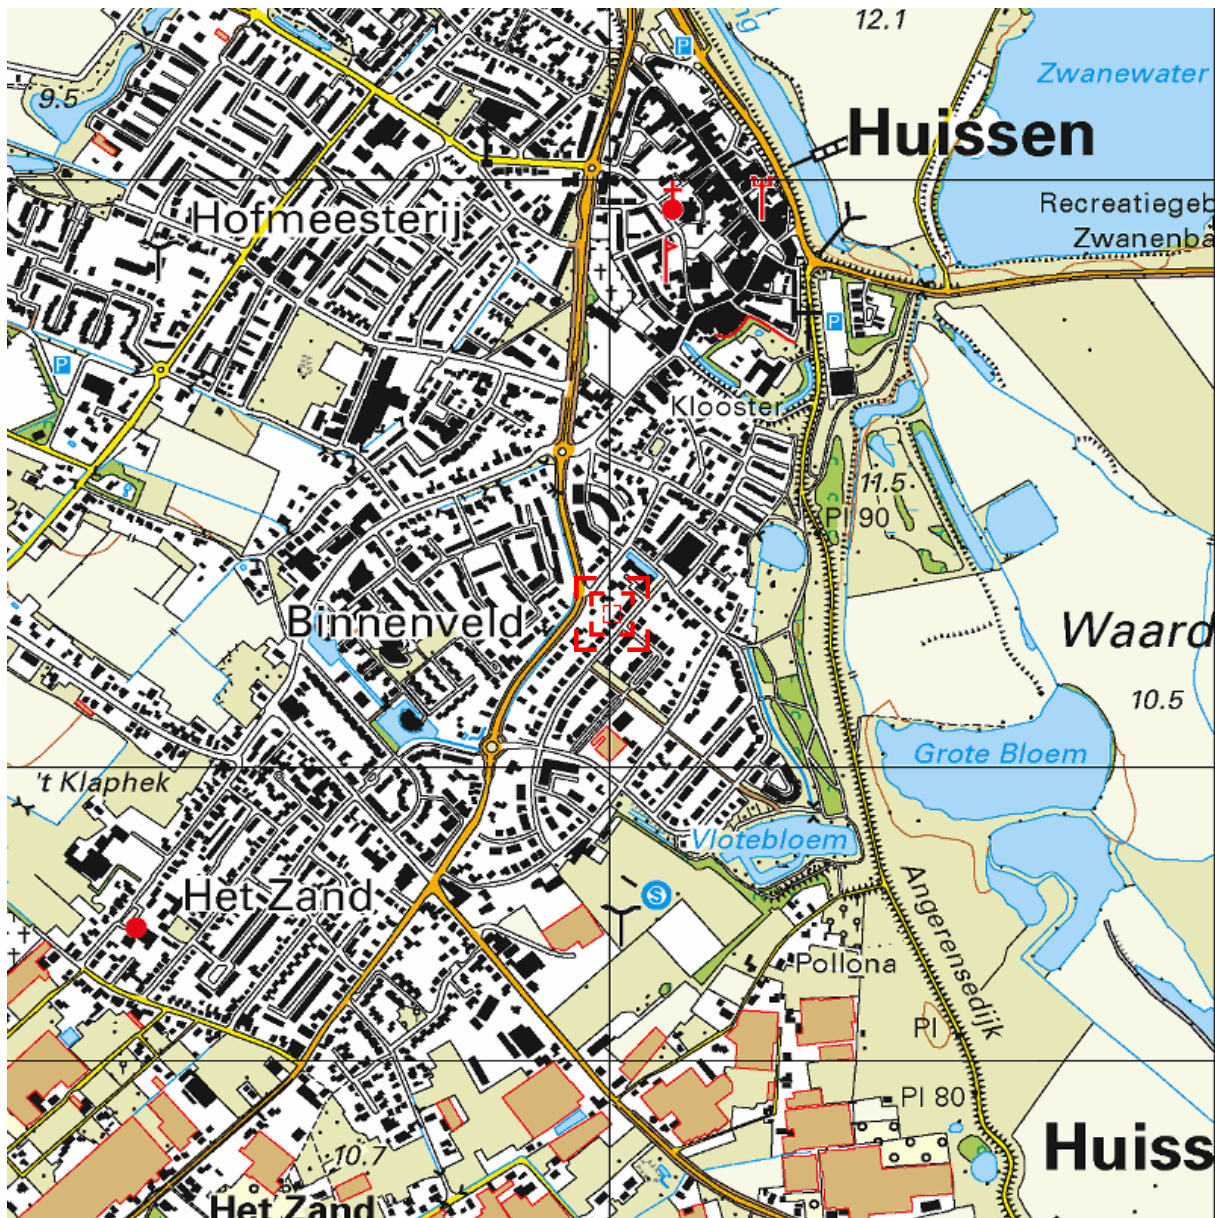 12.1
ng
P
Zwanewater
9.5
Huissen
Recreatiegeb
Zwanenba
Hofmeesterij
P
P
Klooster
11.5
Pl 90
Binnenveld
Waard
10.5
Grote Bloem
't Klaphek
Vlotebloem
Het Zand
S
Angerensedijk
Pollona
Pl
Pl 80
10.7
Huiss
Het Zand